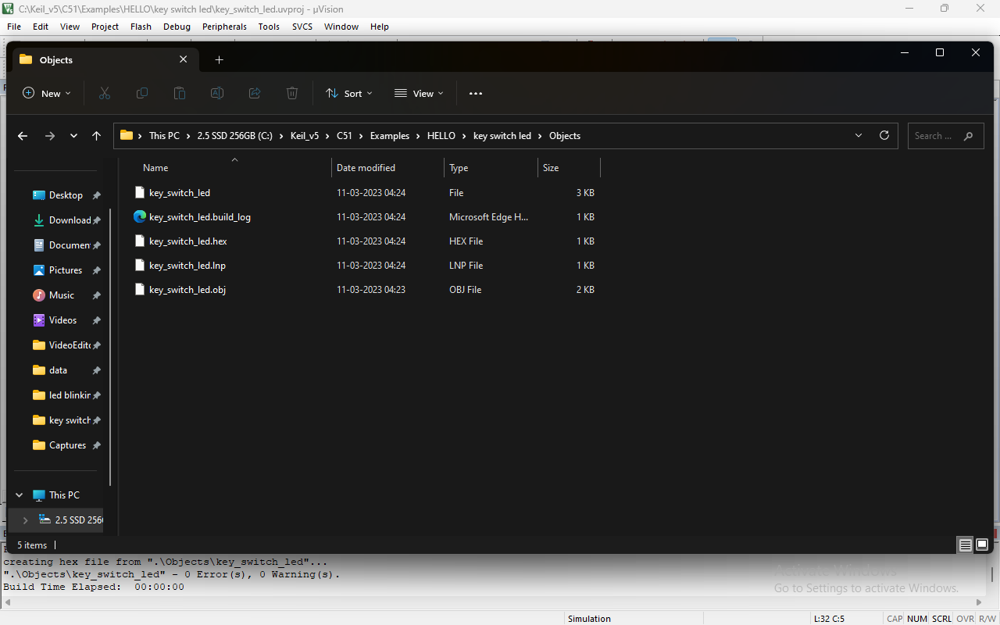 C:\Keil_v5\C51\Examples\HELLO\key switch led\key_switch_led.uvproj - µVision
File Edit View Project Flash Debug Peripherals Tools SVCS Window Help
Objects
New Sort View
This PC > 2.5 SSD 256GB (C:) > Keil_v5 > C51 > Examples > HELLO > key switch led > Objects
Search ...
Name Date modified Type Size
key_switch_led 11-03-2023 04:24 File 3 KB
key_switch_led.build_log 11-03-2023 04:24 Microsoft Edge H... 1 KB
key_switch_led.hex 11-03-2023 04:24 HEX File 1 KB
key_switch_led.lnp 11-03-2023 04:24 LNP File 1 KB
key_switch_led.obj 11-03-2023 04:23 OBJ File 2 KB
Desktop
Download
Documen
Pictures
Music
Videos
VideoEdit
data
led blinkin
key switch
Captures
This PC
2.5 SSD 256
5 items
creating hex file from ".\Objects\key_switch_led"...
".\Objects\key_switch_led" - 0 Error(s), 0 Warning(s).
Build Time Elapsed: 00:00:00
Activate Windows
Go to Settings to activate Windows.
Simulation L:32 C:5 CAP NUM SCRL OVR R/W